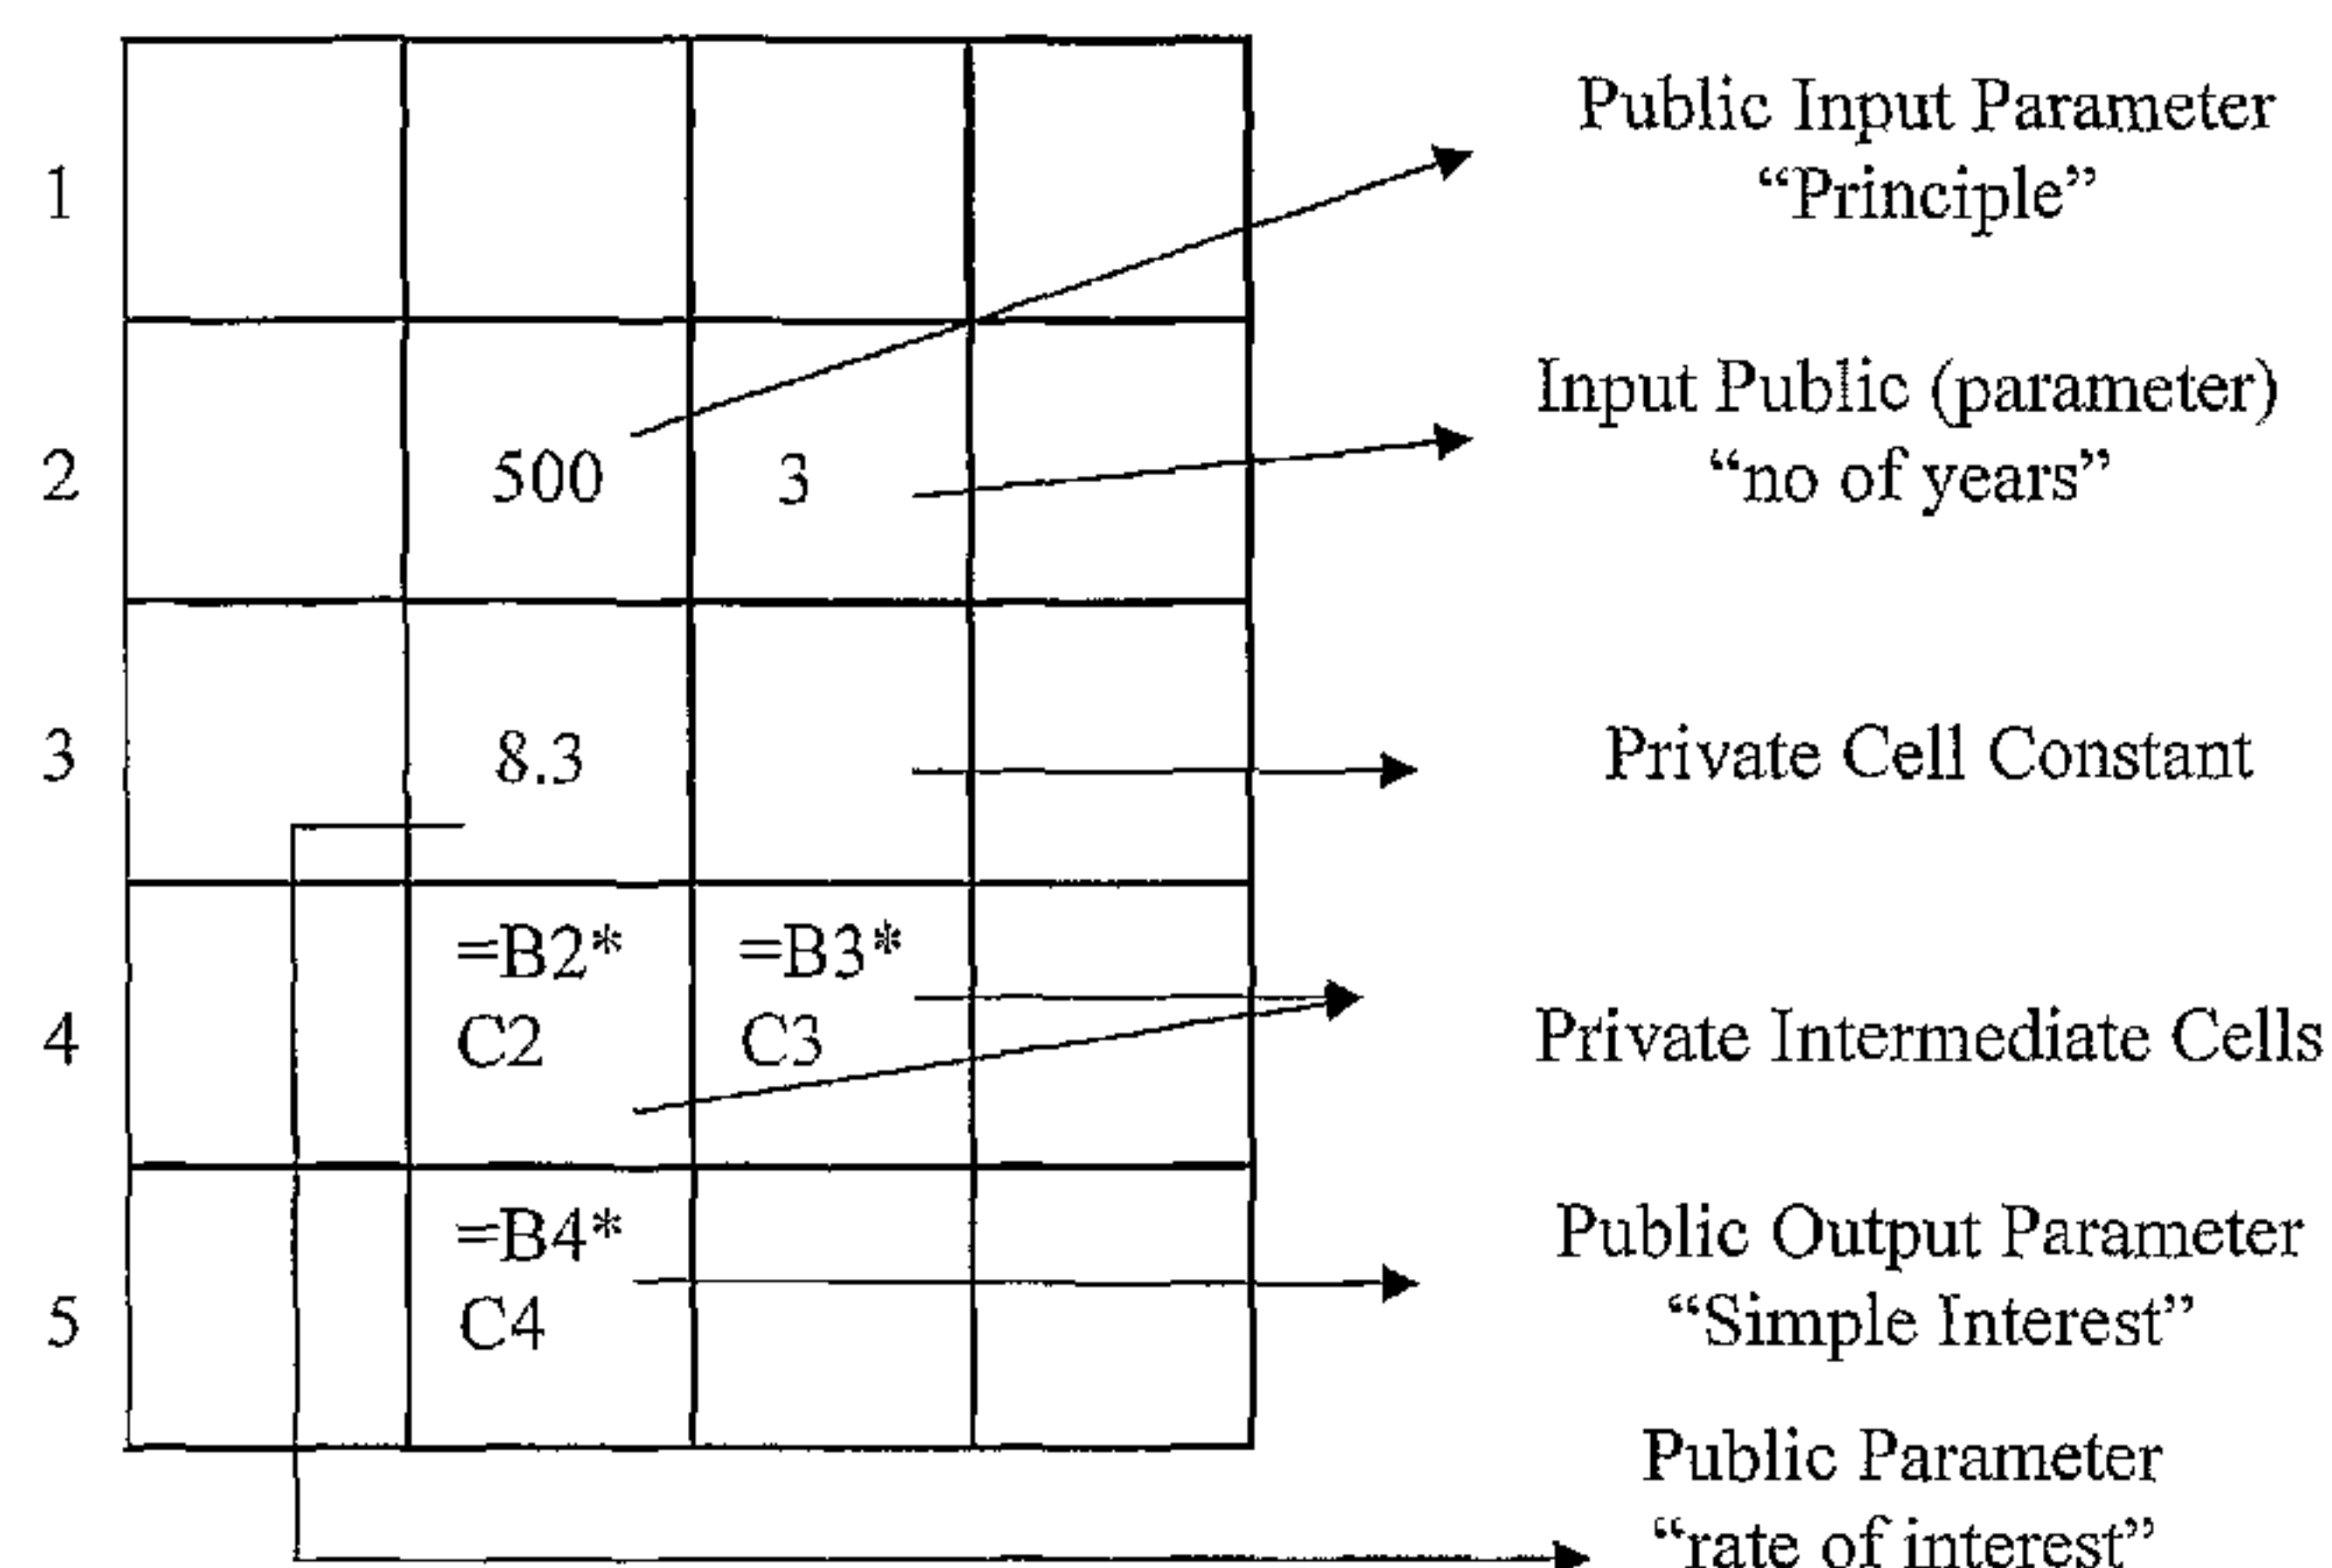 Public Input Parameter
“Principle”
1
Input Public (parameter)
“no of years”
2
500
3
3
8.3
Private Cell Constant
=B2*
C2
=B3*
C3
4
Private Intermediate Cells
=B4*
C4
5
Public Output Parameter
“Simple Interest”
Public Parameter
“rate of interest”